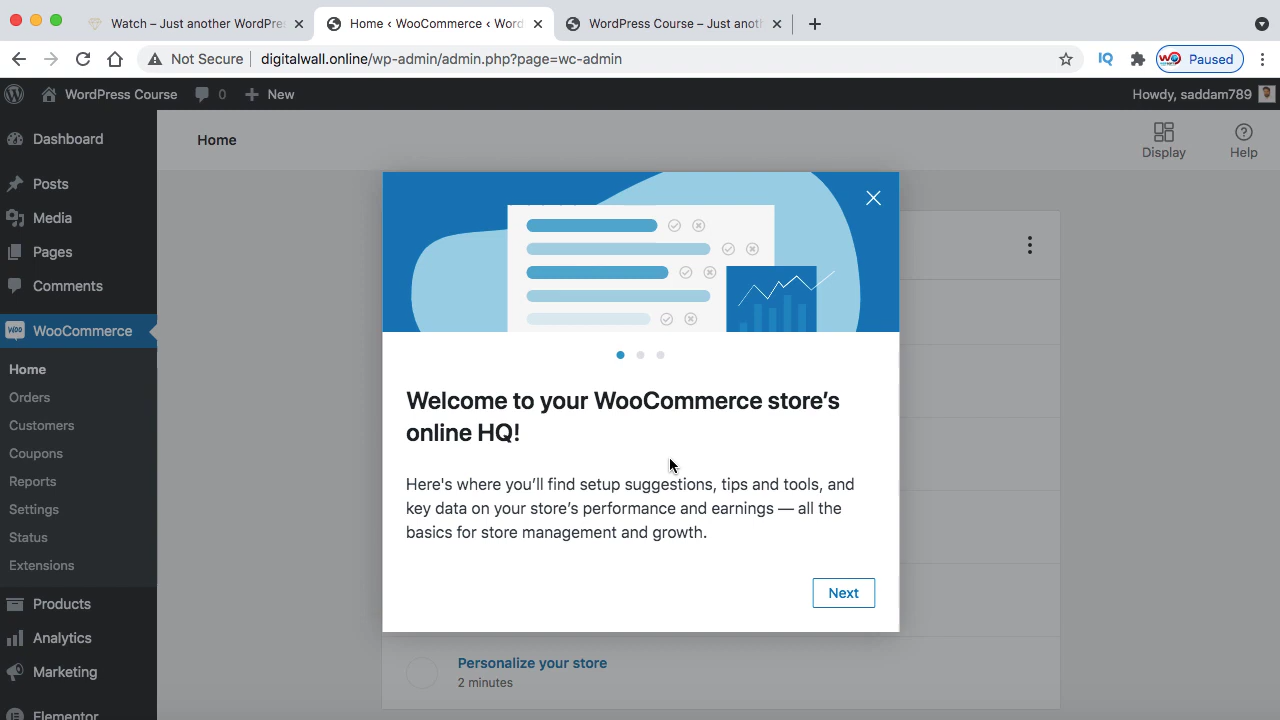 Watch – Just another WordPre
Home ‹ WooCommerce ‹ Word
WordPress Course – Just anoth
Not Secure
digitalwall.online/wp-admin/admin.php?page=wc-admin
IQ
WO
Paused
WordPress Course
0
New
Howdy, saddam789
Dashboard
Posts
Media
Pages
Comments
WOO
WooCommerce
Home
Orders
Customers
Coupons
Reports
Settings
Status
Extensions
Products
Analytics
Marketing
Elementor
Home
Display
Help
Welcome to your WooCommerce store’s
online HQ!
Here's where you’ll find setup suggestions, tips and tools, and
key data on your store’s performance and earnings — all the
basics for store management and growth.
Next
Personalize your store
2 minutes